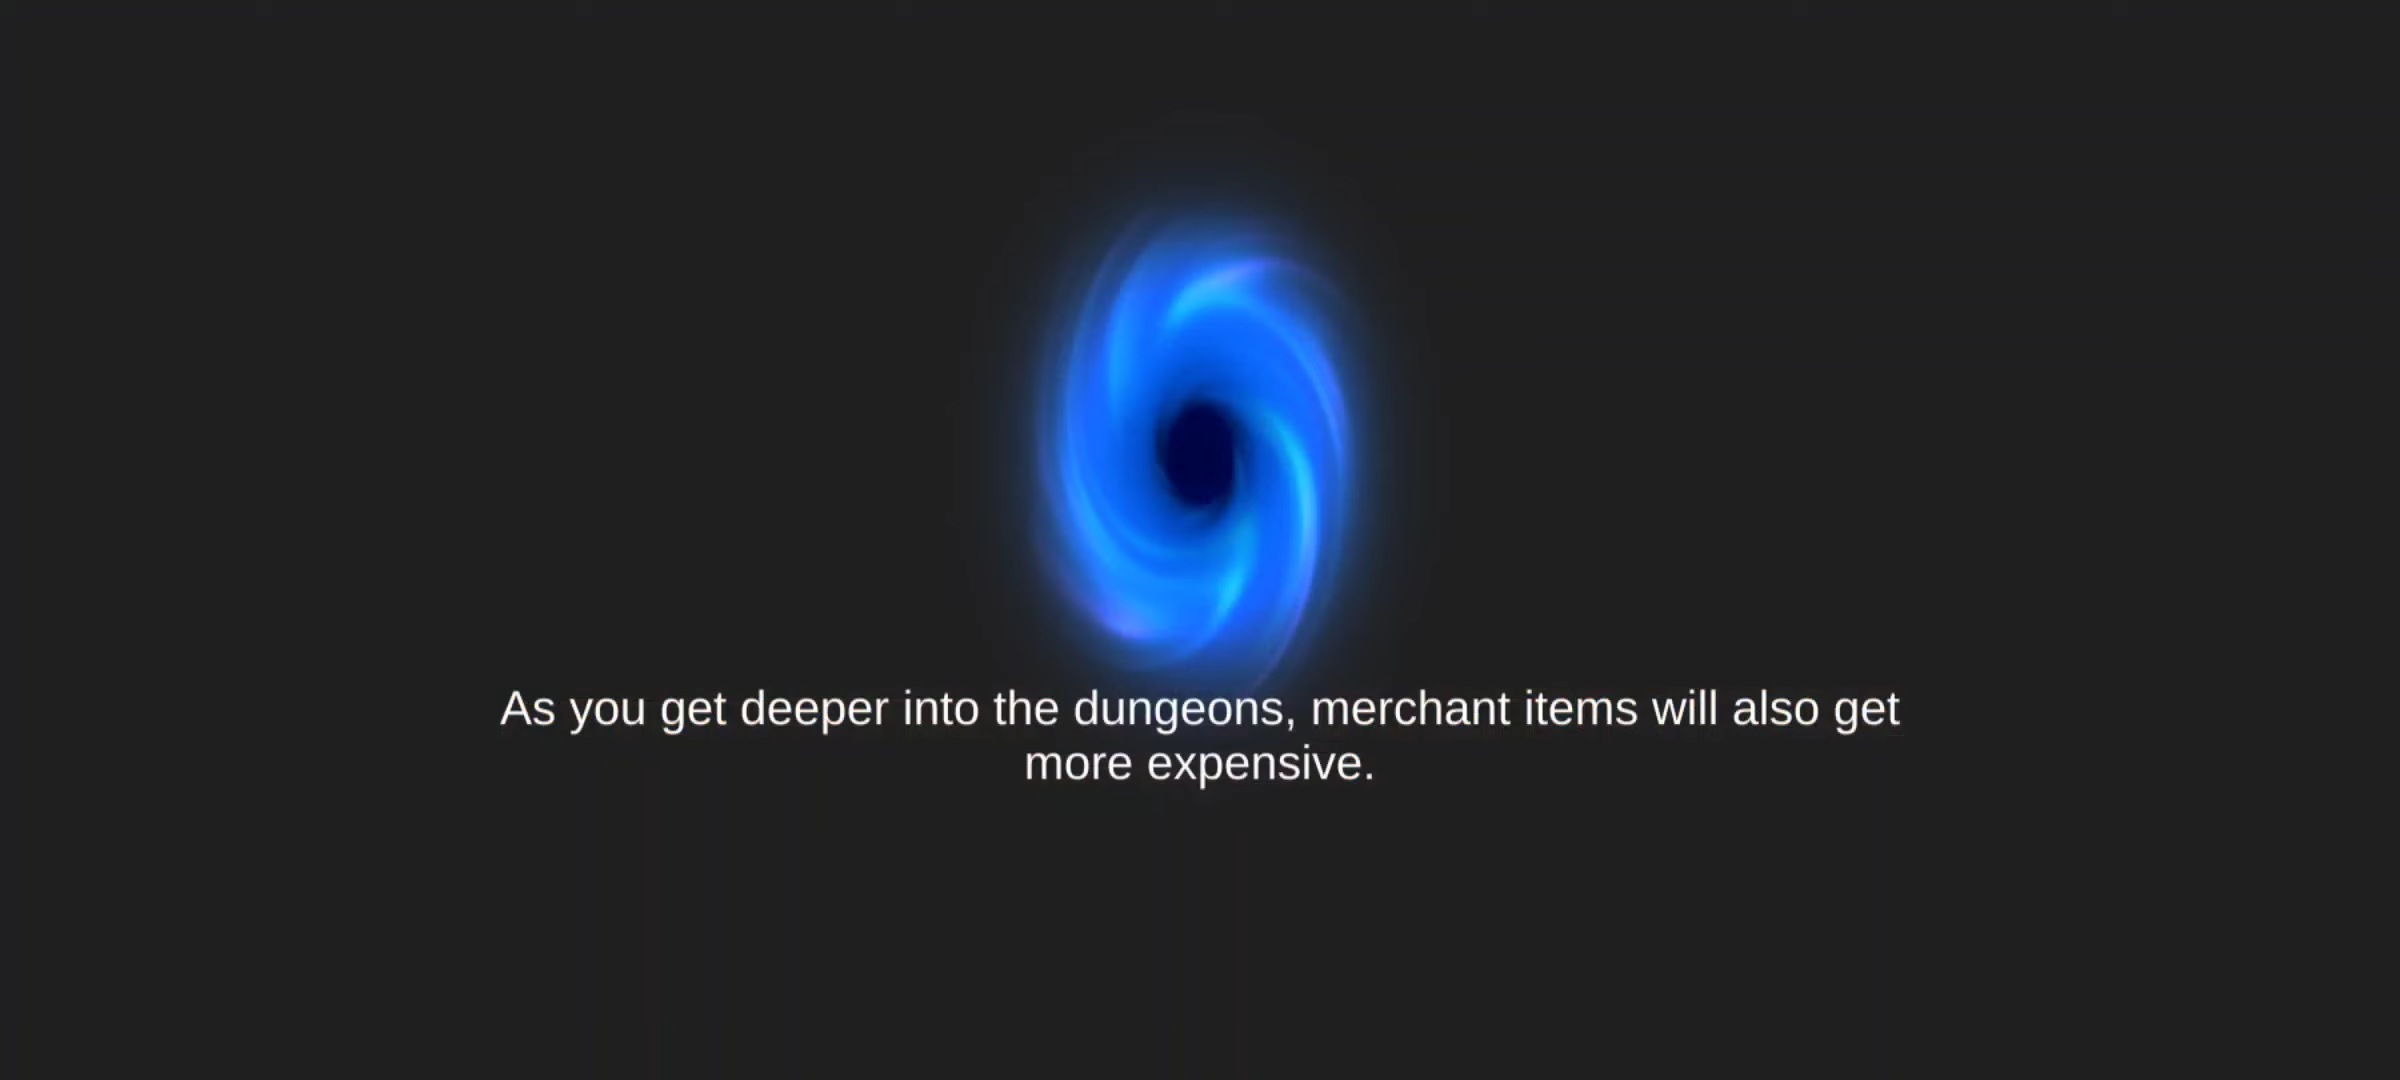 As you get deeper into the dungeons, merchant items will also get
more expensive.